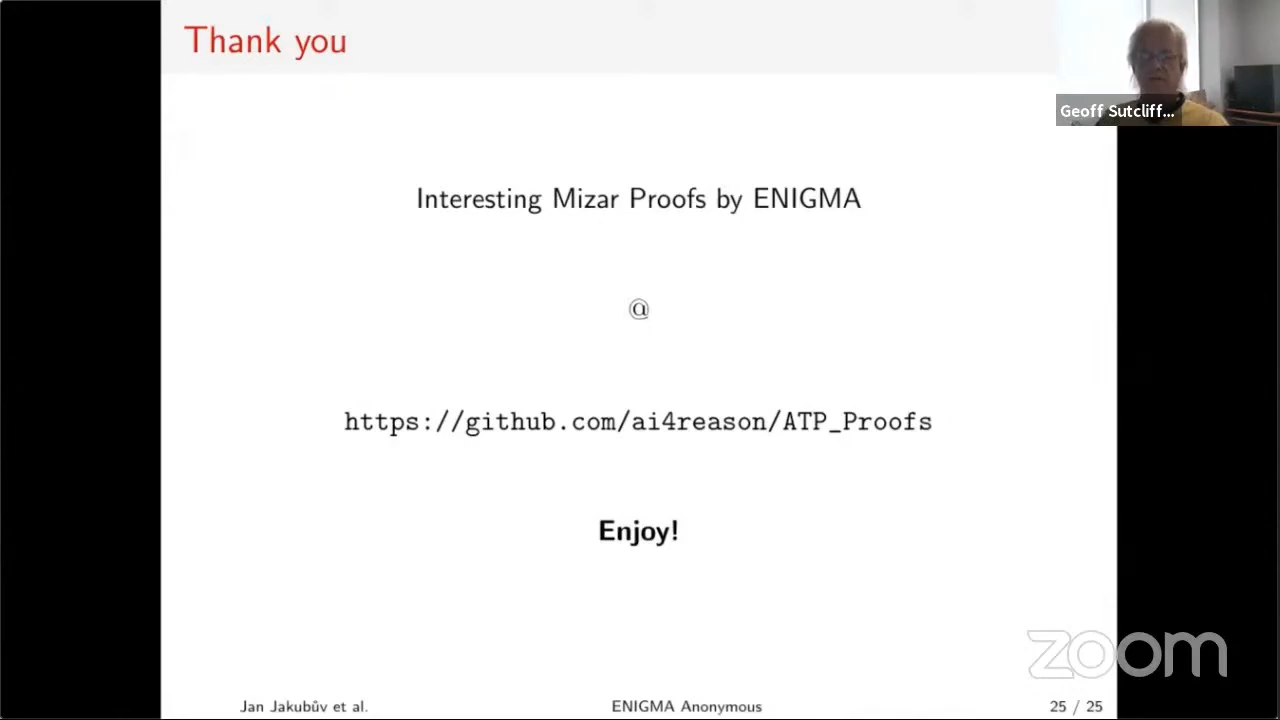 Thank you
Geoff Sutcliff...
Interesting Mizar Proofs by ENIGMA
@
https://github.com/ai4reason/ATP_Proofs
Enjoy!
zoom
Jan Jakubův et al.
ENIGMA Anonymous
25 / 25